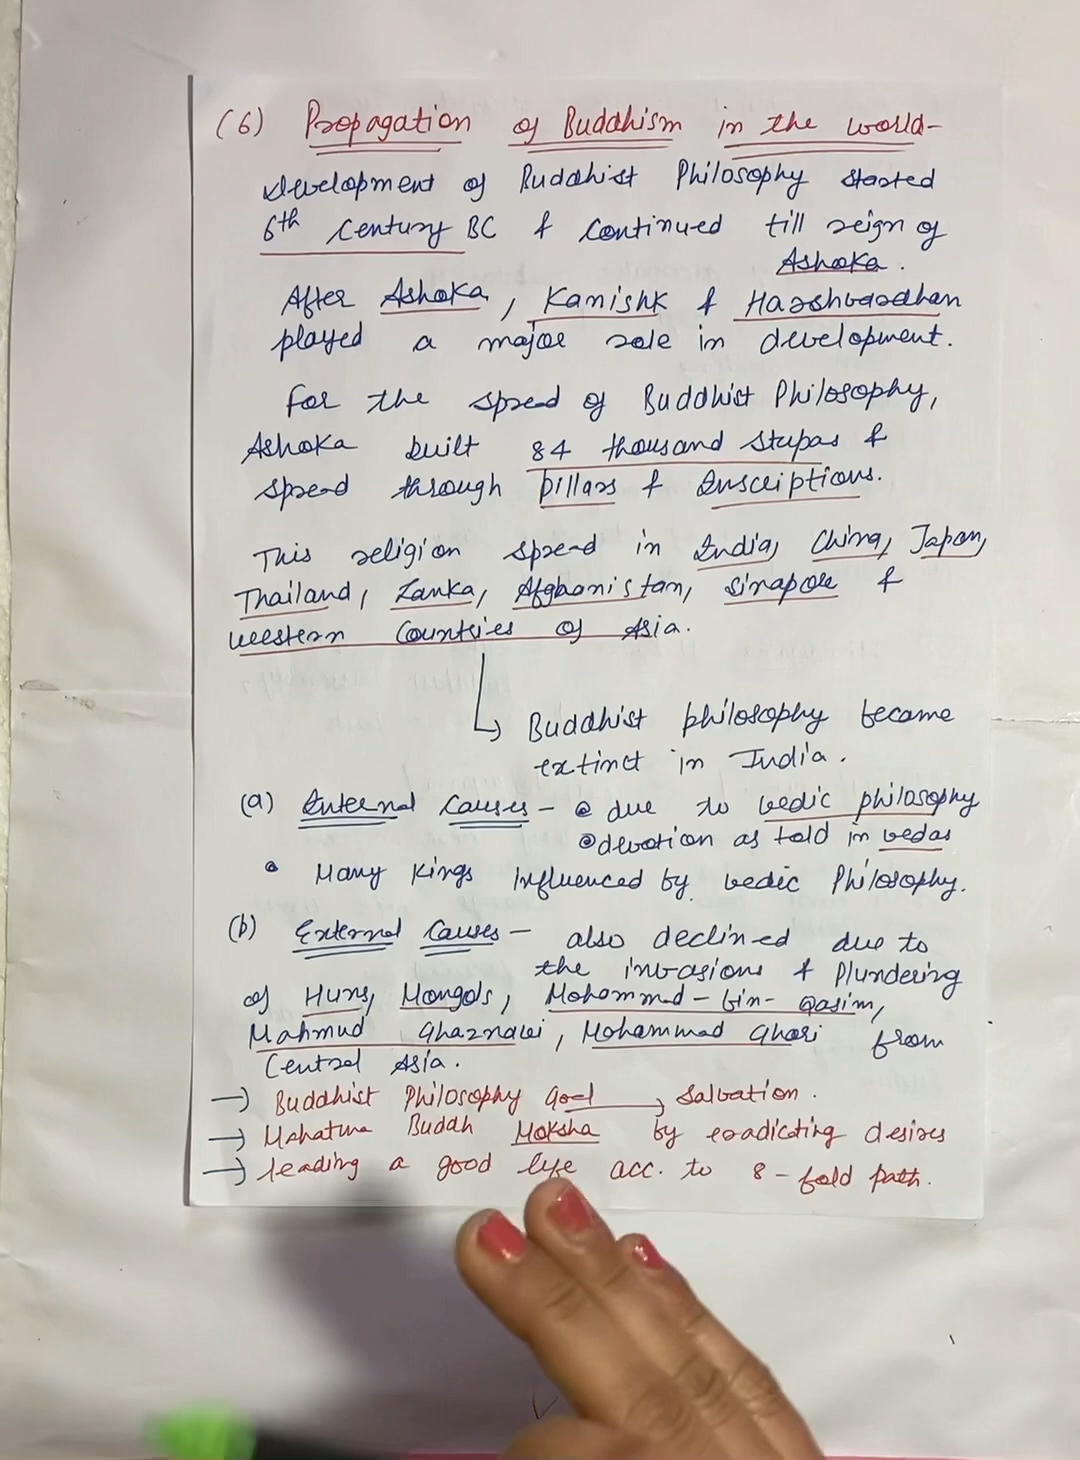 (6) Propagation of Buddhism in the world-
development of Buddhist Philosophy started
6th Century BC & continued till reign of
Ashoka.
After Ashoka, Kanishk & Harshvardhan
played a major role in development.
For the spread of Buddhist Philosophy,
Ashoka built 84 thousand stupas &
spread through pillars & Inscriptions.
This religion spread in India, China, Japan,
Thailand, Lanka, Afghanistan, Sinapore &
western Countries of Asia.
↳ Buddhist philosophy became
extinct in India.
(a) Internal Causes - • due to vedic philosophy
• devotion as told in vedas
• Many Kings Influenced by vedic Philosophy.
(b) External Causes - also declined due to
the invasions & Plundering
of Huns, Mongols, Mohammad-bin-Qasim,
Mahmud Ghaznavi, Mohammad Ghori from
Central Asia.
→ Buddhist Philosophy Goal → Salvation.
→ Mahatma Buddh Moksha by eradicating desires
→ leading a good life acc. to 8-fold path.